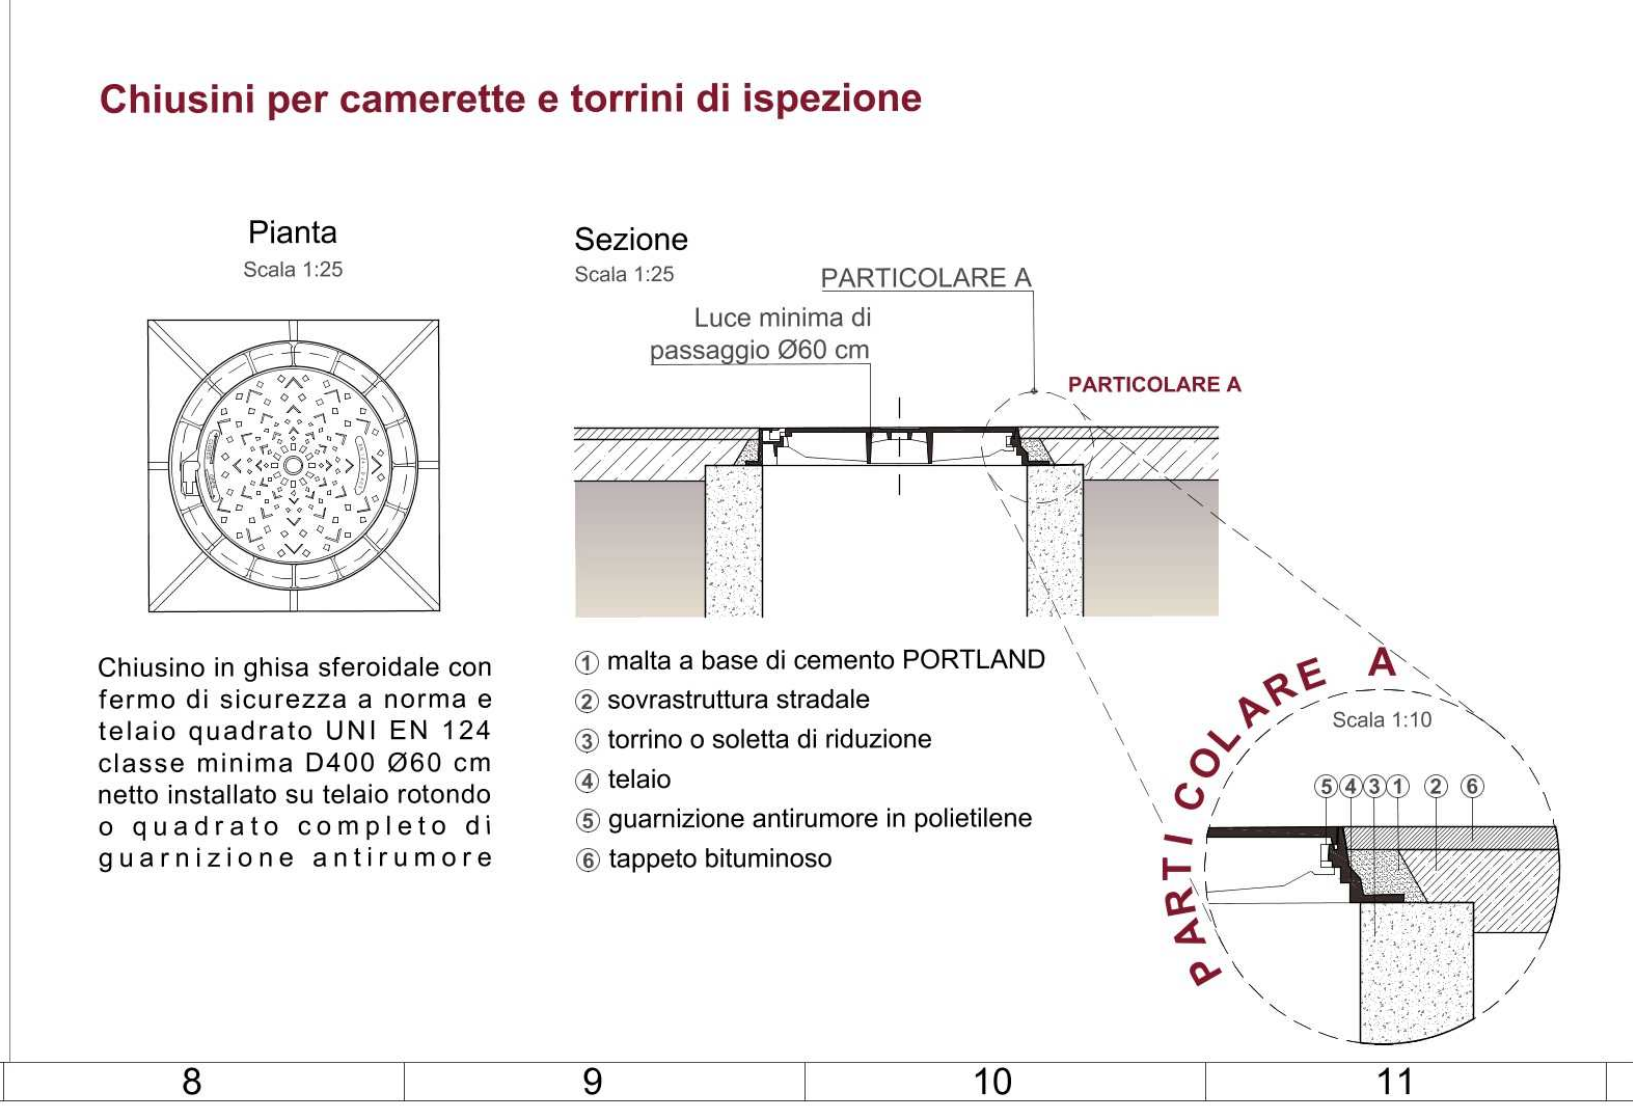 Chiusini per camerette e torrini di ispezione
Pianta
Scala 1:25
Sezione
Scala 1:25
PARTICOLARE A
Luce minima di
passaggio Ø60 cm
PARTICOLARE A
Chiusino in ghisa sferoidale con
fermo di sicurezza a norma e
telaio quadrato UNI EN 124
classe minima D400 Ø60 cm
netto installato su telaio rotondo
o quadrato completo di
guarnizione antirumore
1 malta a base di cemento PORTLAND
2 sovrastruttura stradale
3 torrino o soletta di riduzione
4 telaio
5 guarnizione antirumore in polietilene
6 tappeto bituminoso
PARTICOLARE A
Scala 1:10
5 4 3 1 2 6
8 9 10 11